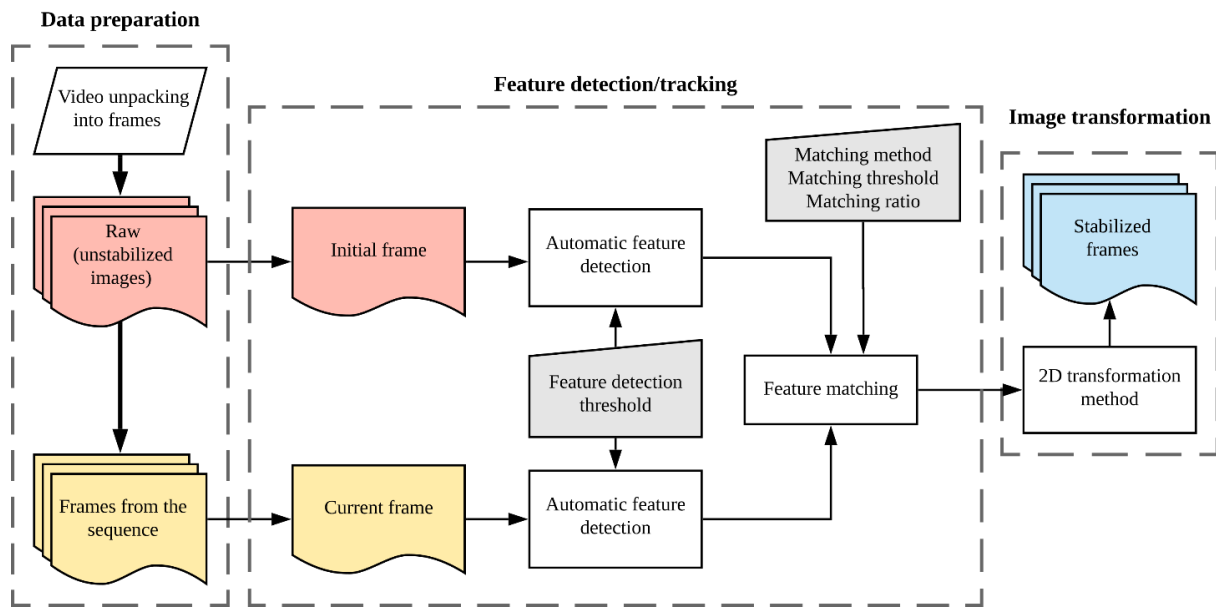 Data preparation
Video unpacking
into frames
Raw
(unstabilized
images)
Frames from the
sequence
Feature detection/tracking
Initial frame
Automatic feature
detection
Matching method
Matching threshold
Matching ratio
Feature detection
threshold
Feature matching
Current frame
Automatic feature
detection
Image transformation
Stabilized
frames
2D transformation
method